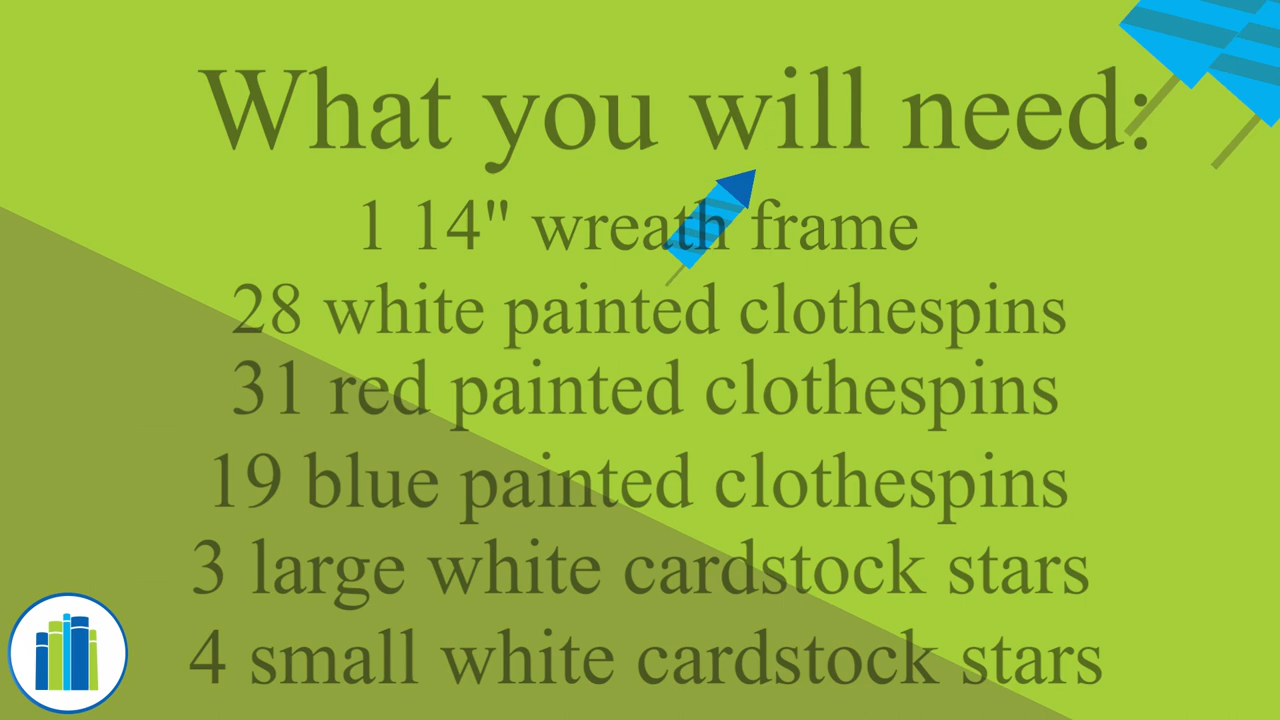 What you will need:
1 14" wreath frame
28 white painted clothespins
31 red painted clothespins
19 blue painted clothespins
3 large white cardstock stars
4 small white cardstock stars